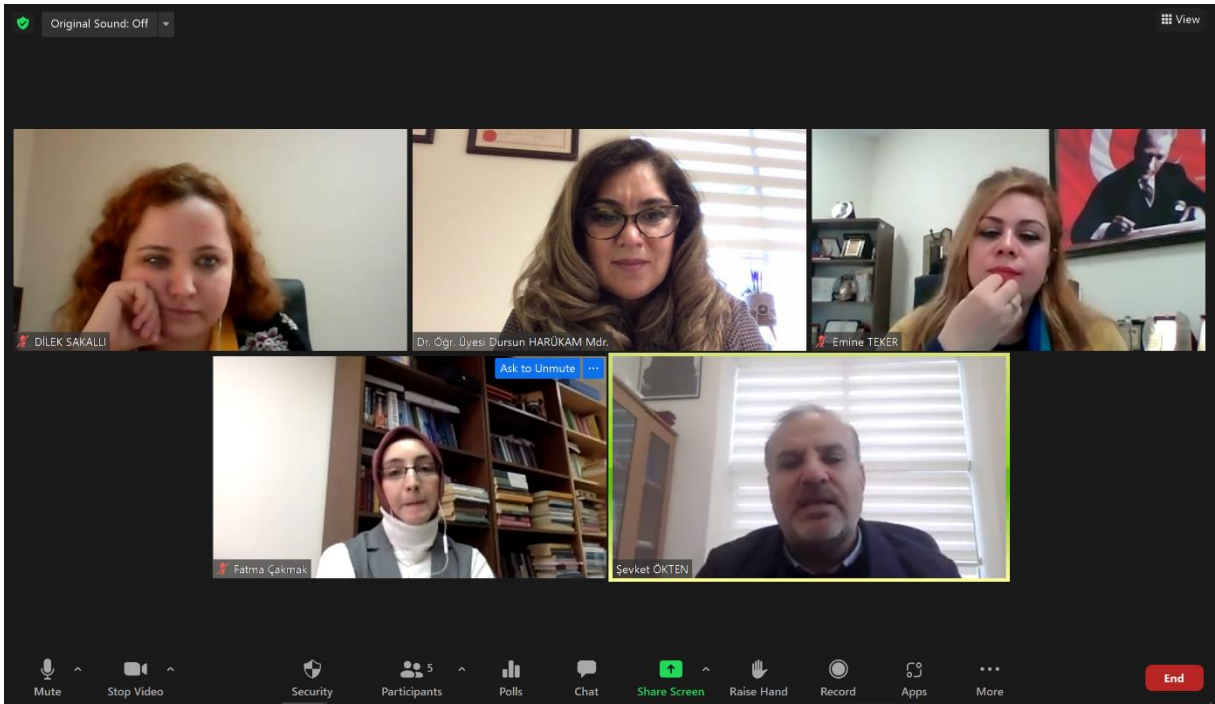 Original Sound: Off
View
DİLEK SAKALLI
Dr. Öğr. Üyesi Dursun HARÜKAM Mdr.
Emine TEKER
Ask to Unmute
Fatma Çakmak
Şevket ÖKTEN
Mute
Stop Video
Security
5
Participants
Polls
Chat
Share Screen
Raise Hand
Record
Apps
More
End